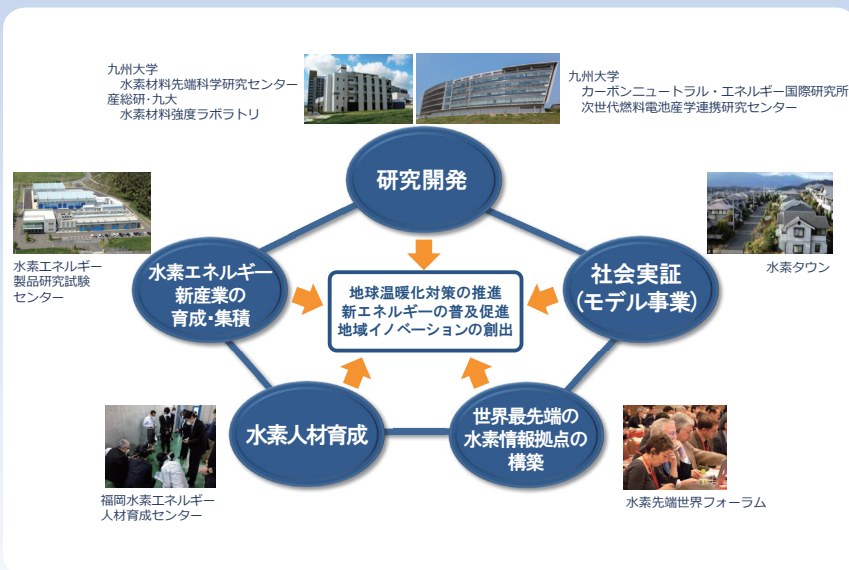 九州大学
水素材料先端科学研究センター
産総研・九大
水素材料強度ラボラトリ
九州大学
カーボンニュートラル・エネルギー国際研究所
次世代燃料電池産学連携研究センター
研究開発
水素エネルギー
製品研究試験
センター
水素エネルギー
新産業の
育成・集積
地球温暖化対策の推進
新エネルギーの普及促進
地域イノベーションの創出
社会実証
(モデル事業)
水素タウン
水素人材育成
世界最先端の
水素情報拠点の
構築
福岡水素エネルギー
人材育成センター
水素先端世界フォーラム